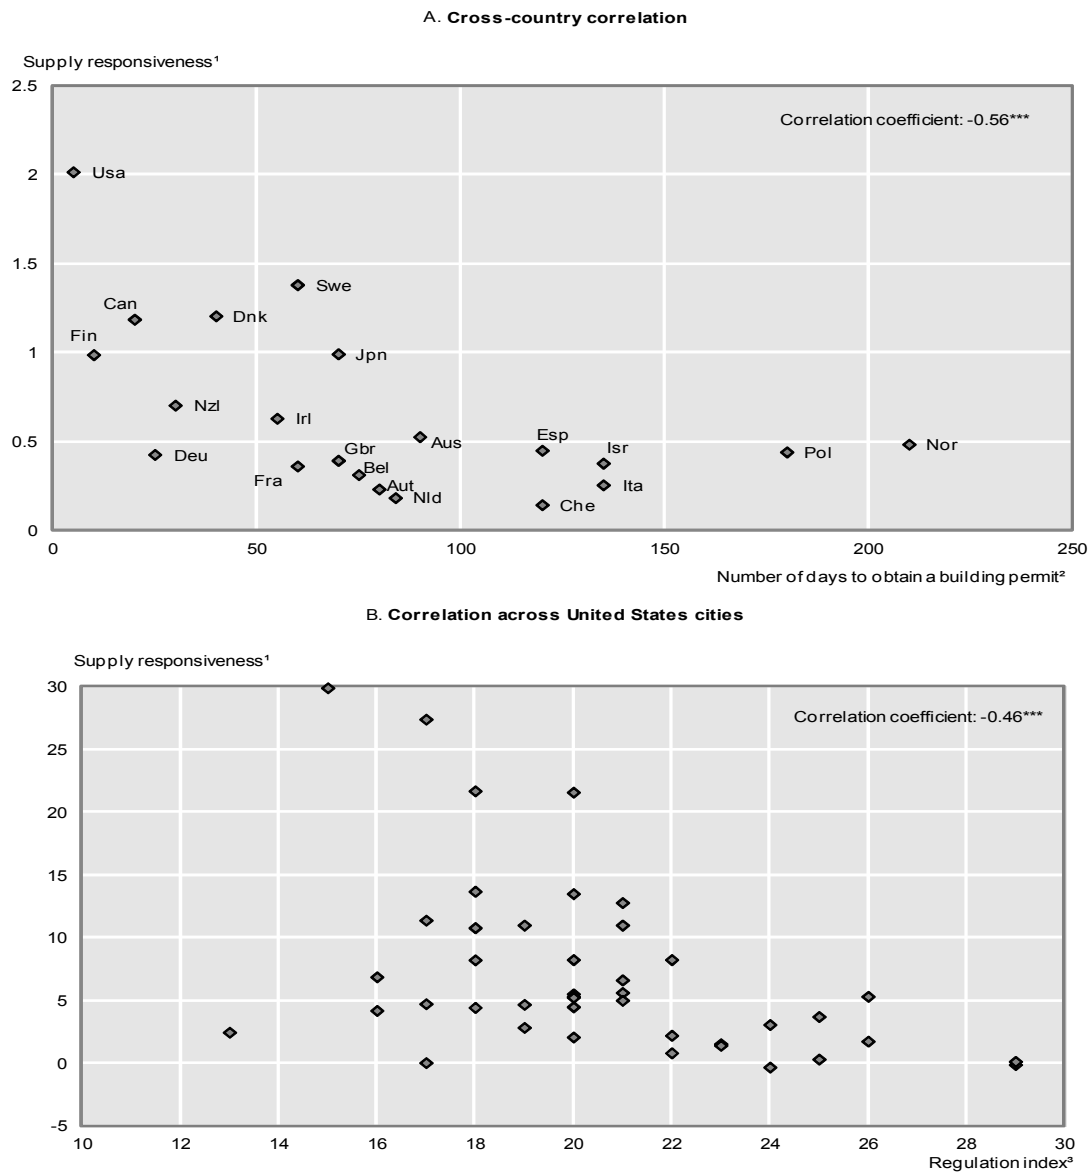 A. Cross-country correlation
Supply responsiveness¹
2.5
Correlation coefficient: -0.56***
2
Usa
1.5
Swe
Can
Dnk
Fin
1
Jpn
Nzl
Irl
0.5
Esp
Nor
Aus
Gbr
Isr
Pol
Deu
Bel
Fra
Aut
Ita
Nld
Che
0
0 50 100 150 200 250
Number of days to obtain a building permit²
B. Correlation across United States cities
Supply responsiveness¹
30
Correlation coefficient: -0.46***
25
20
15
10
5
0
-5
10 12 14 16 18 20 22 24 26 28 30
Regulation index³